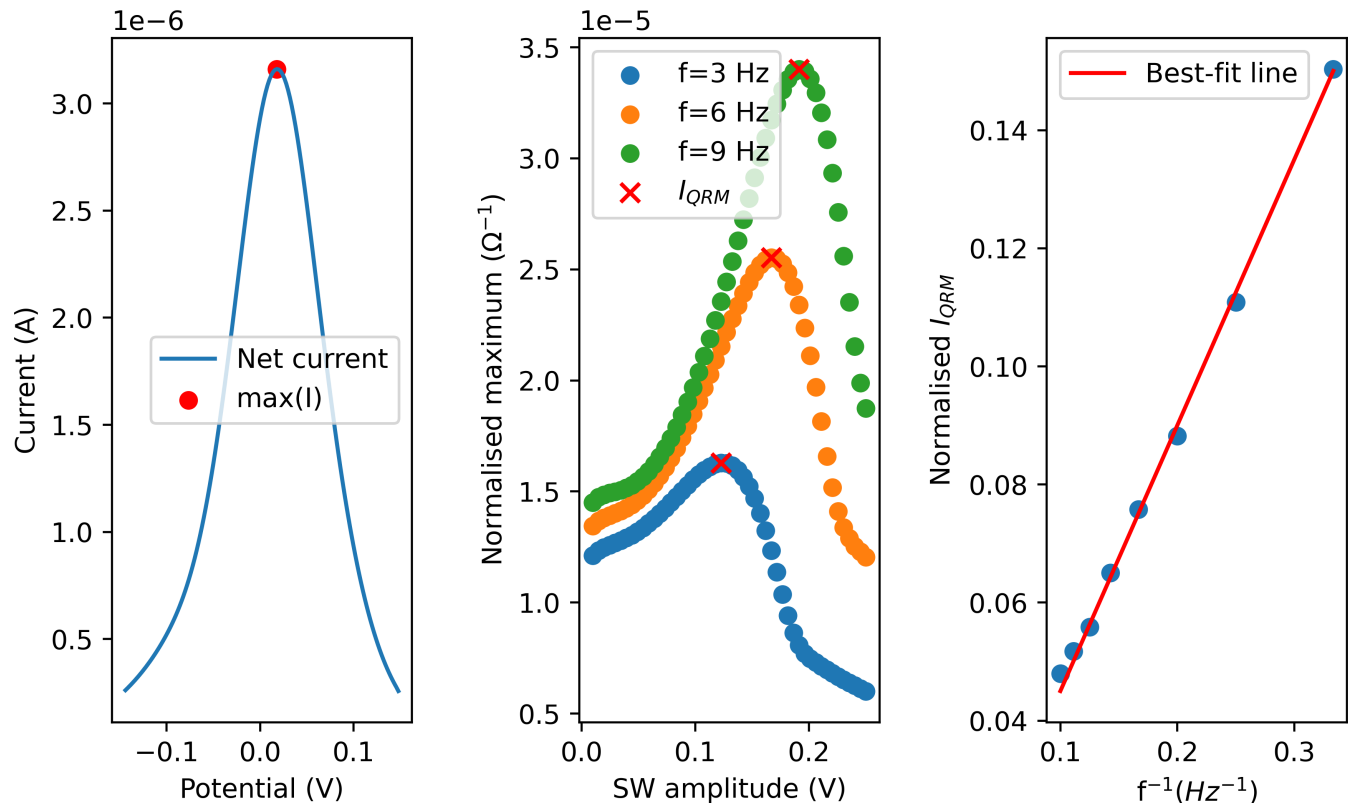 1e−6
Current (A)
3.0
2.5
2.0
1.5
1.0
0.5
−0.1
0.0
0.1
Potential (V)
Net current
max(I)
1e−5
Normalised maximum (Ω⁻¹)
3.5
3.0
2.5
2.0
1.5
1.0
0.5
0.0
0.1
0.2
SW amplitude (V)
f=3 Hz
f=6 Hz
f=9 Hz
I_QRM
Normalised I_QRM
0.14
0.12
0.10
0.08
0.06
0.04
0.1
0.2
0.3
f⁻¹(Hz⁻¹)
Best-fit line